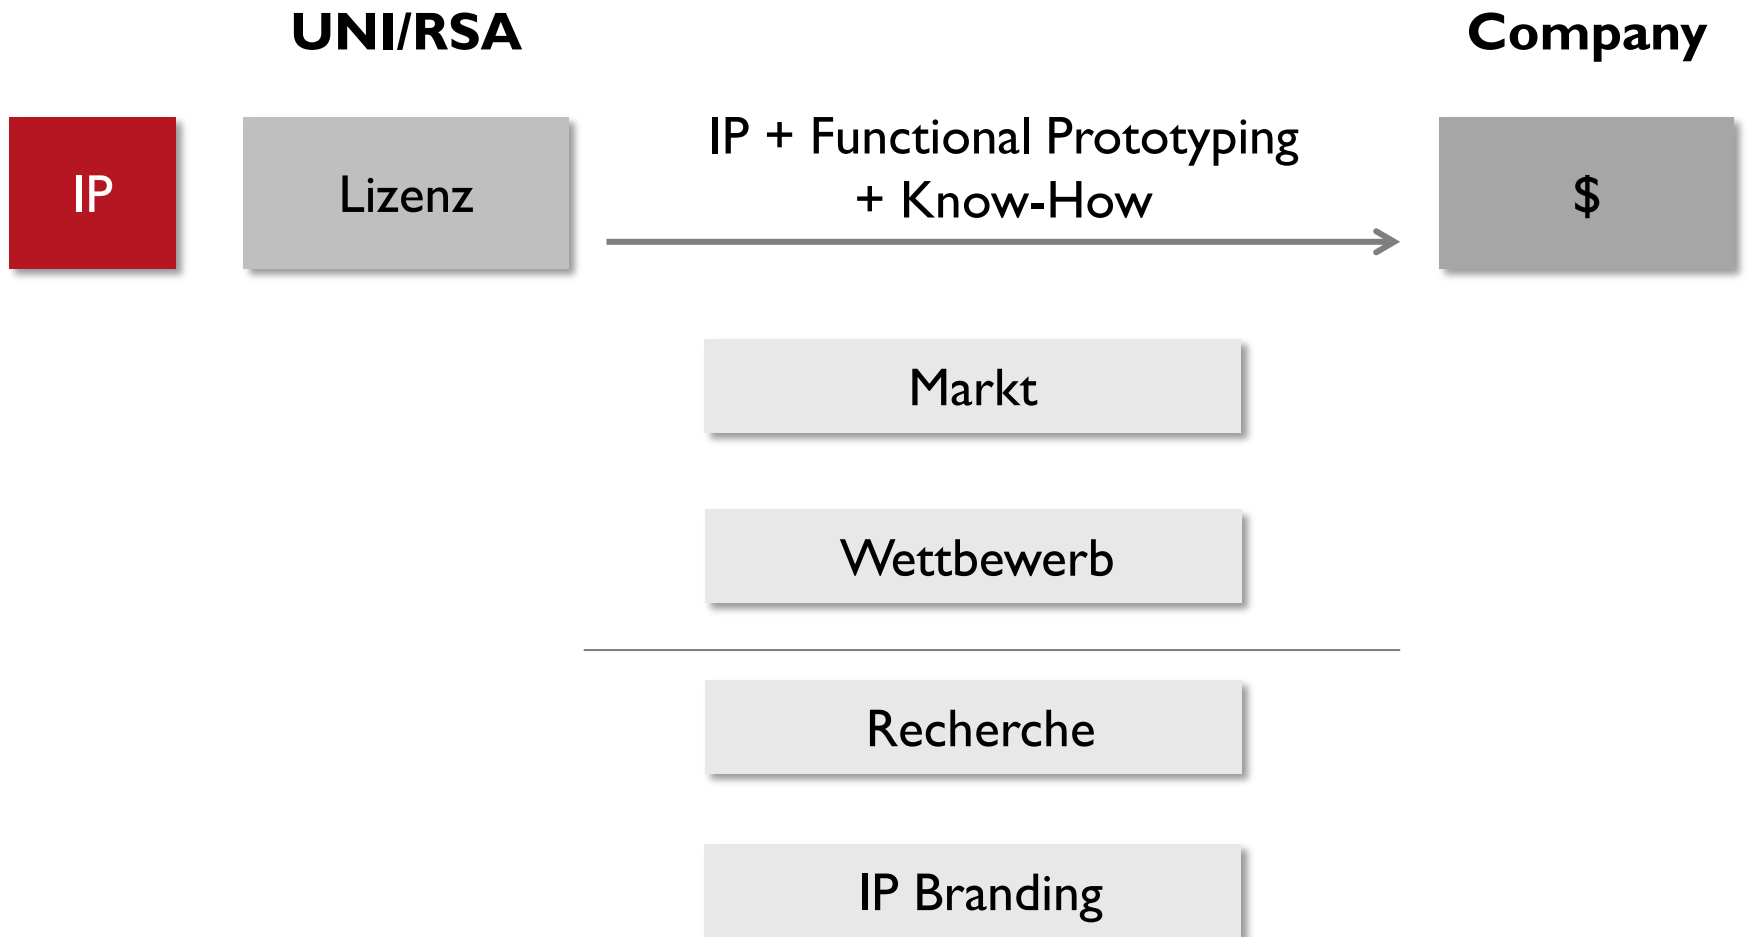 UNI/RSA
Company
IP
Lizenz
IP + Functional Prototyping
+ Know-How
$
Markt
Wettbewerb
Recherche
IP Branding